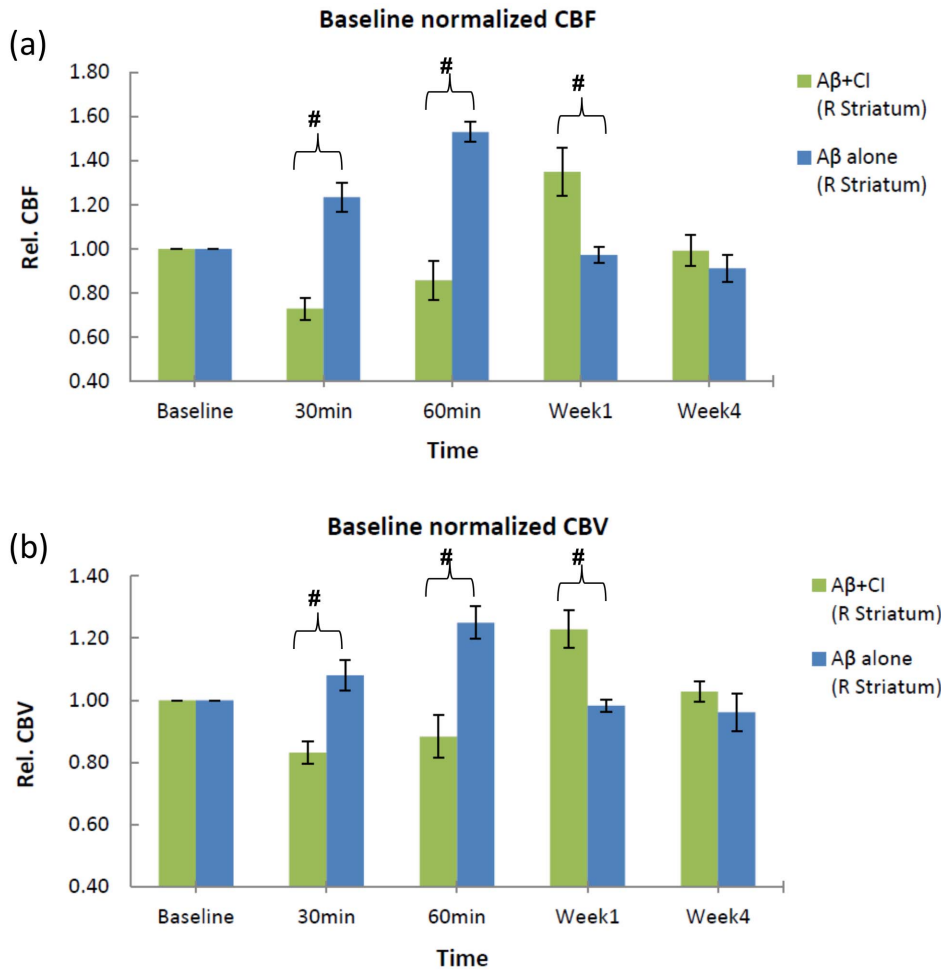 Baseline normalized CBF
(a)
1.80
1.60
1.40
1.20
1.00
0.80
0.60
0.40
Rel. CBF
#
#
#
Aβ+CI
(R Striatum)
Aβ alone
(R Striatum)
Baseline
30min
60min
Week1
Week4
Time
Baseline normalized CBV
(b)
1.40
1.20
1.00
0.80
0.60
0.40
Rel. CBV
#
#
#
Aβ+CI
(R Striatum)
Aβ alone
(R Striatum)
Baseline
30min
60min
Week1
Week4
Time